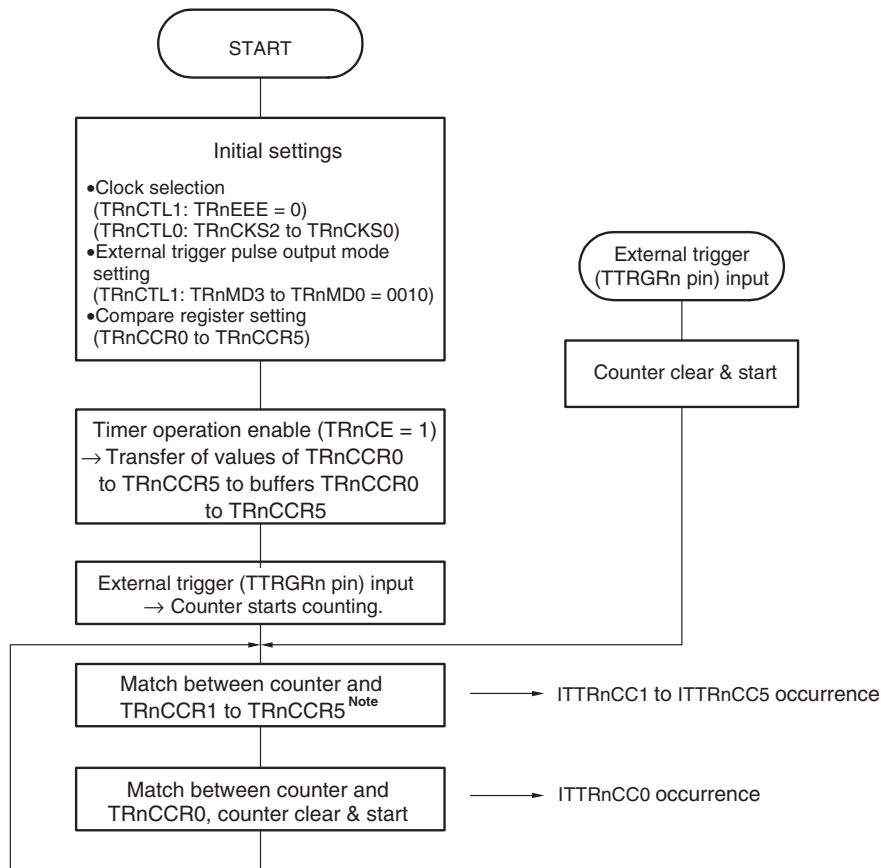 START
Initial settings
•Clock selection
(TRnCTL1: TRnEEE = 0)
(TRnCTL0: TRnCKS2 to TRnCKS0)
•External trigger pulse output mode
setting
(TRnCTL1: TRnMD3 to TRnMD0 = 0010)
•Compare register setting
(TRnCCR0 to TRnCCR5)
External trigger
(TTRGRn pin) input
Counter clear & start
Timer operation enable (TRnCE = 1)
→ Transfer of values of TRnCCR0
to TRnCCR5 to buffers TRnCCR0
to TRnCCR5
External trigger (TTRGRn pin) input
→ Counter starts counting.
Match between counter and
TRnCCR1 to TRnCCR5 Note
ITTRnCC1 to ITTRnCC5 occurrence
Match between counter and
TRnCCR0, counter clear & start
ITTRnCC0 occurrence